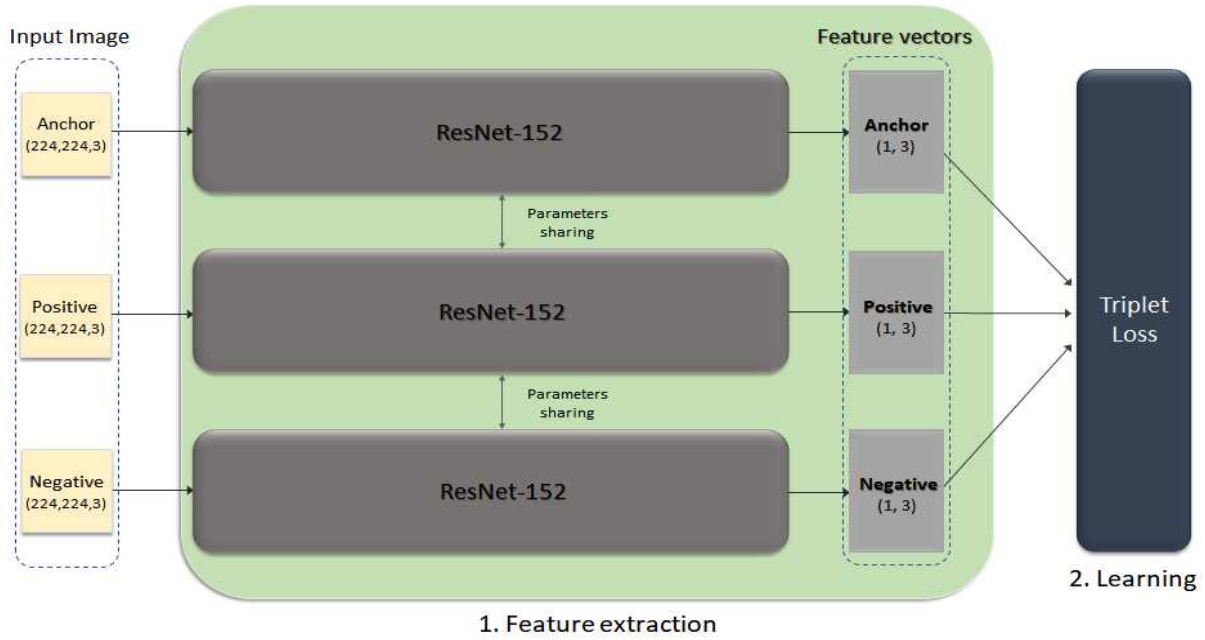 Input Image
Feature vectors
Anchor
(224,224,3)
ResNet-152
Anchor
(1, 3)
Parameters
sharing
Positive
(224,224,3)
ResNet-152
Positive
(1, 3)
Triplet
Loss
Parameters
sharing
Negative
(224,224,3)
ResNet-152
Negative
(1, 3)
2. Learning
1. Feature extraction